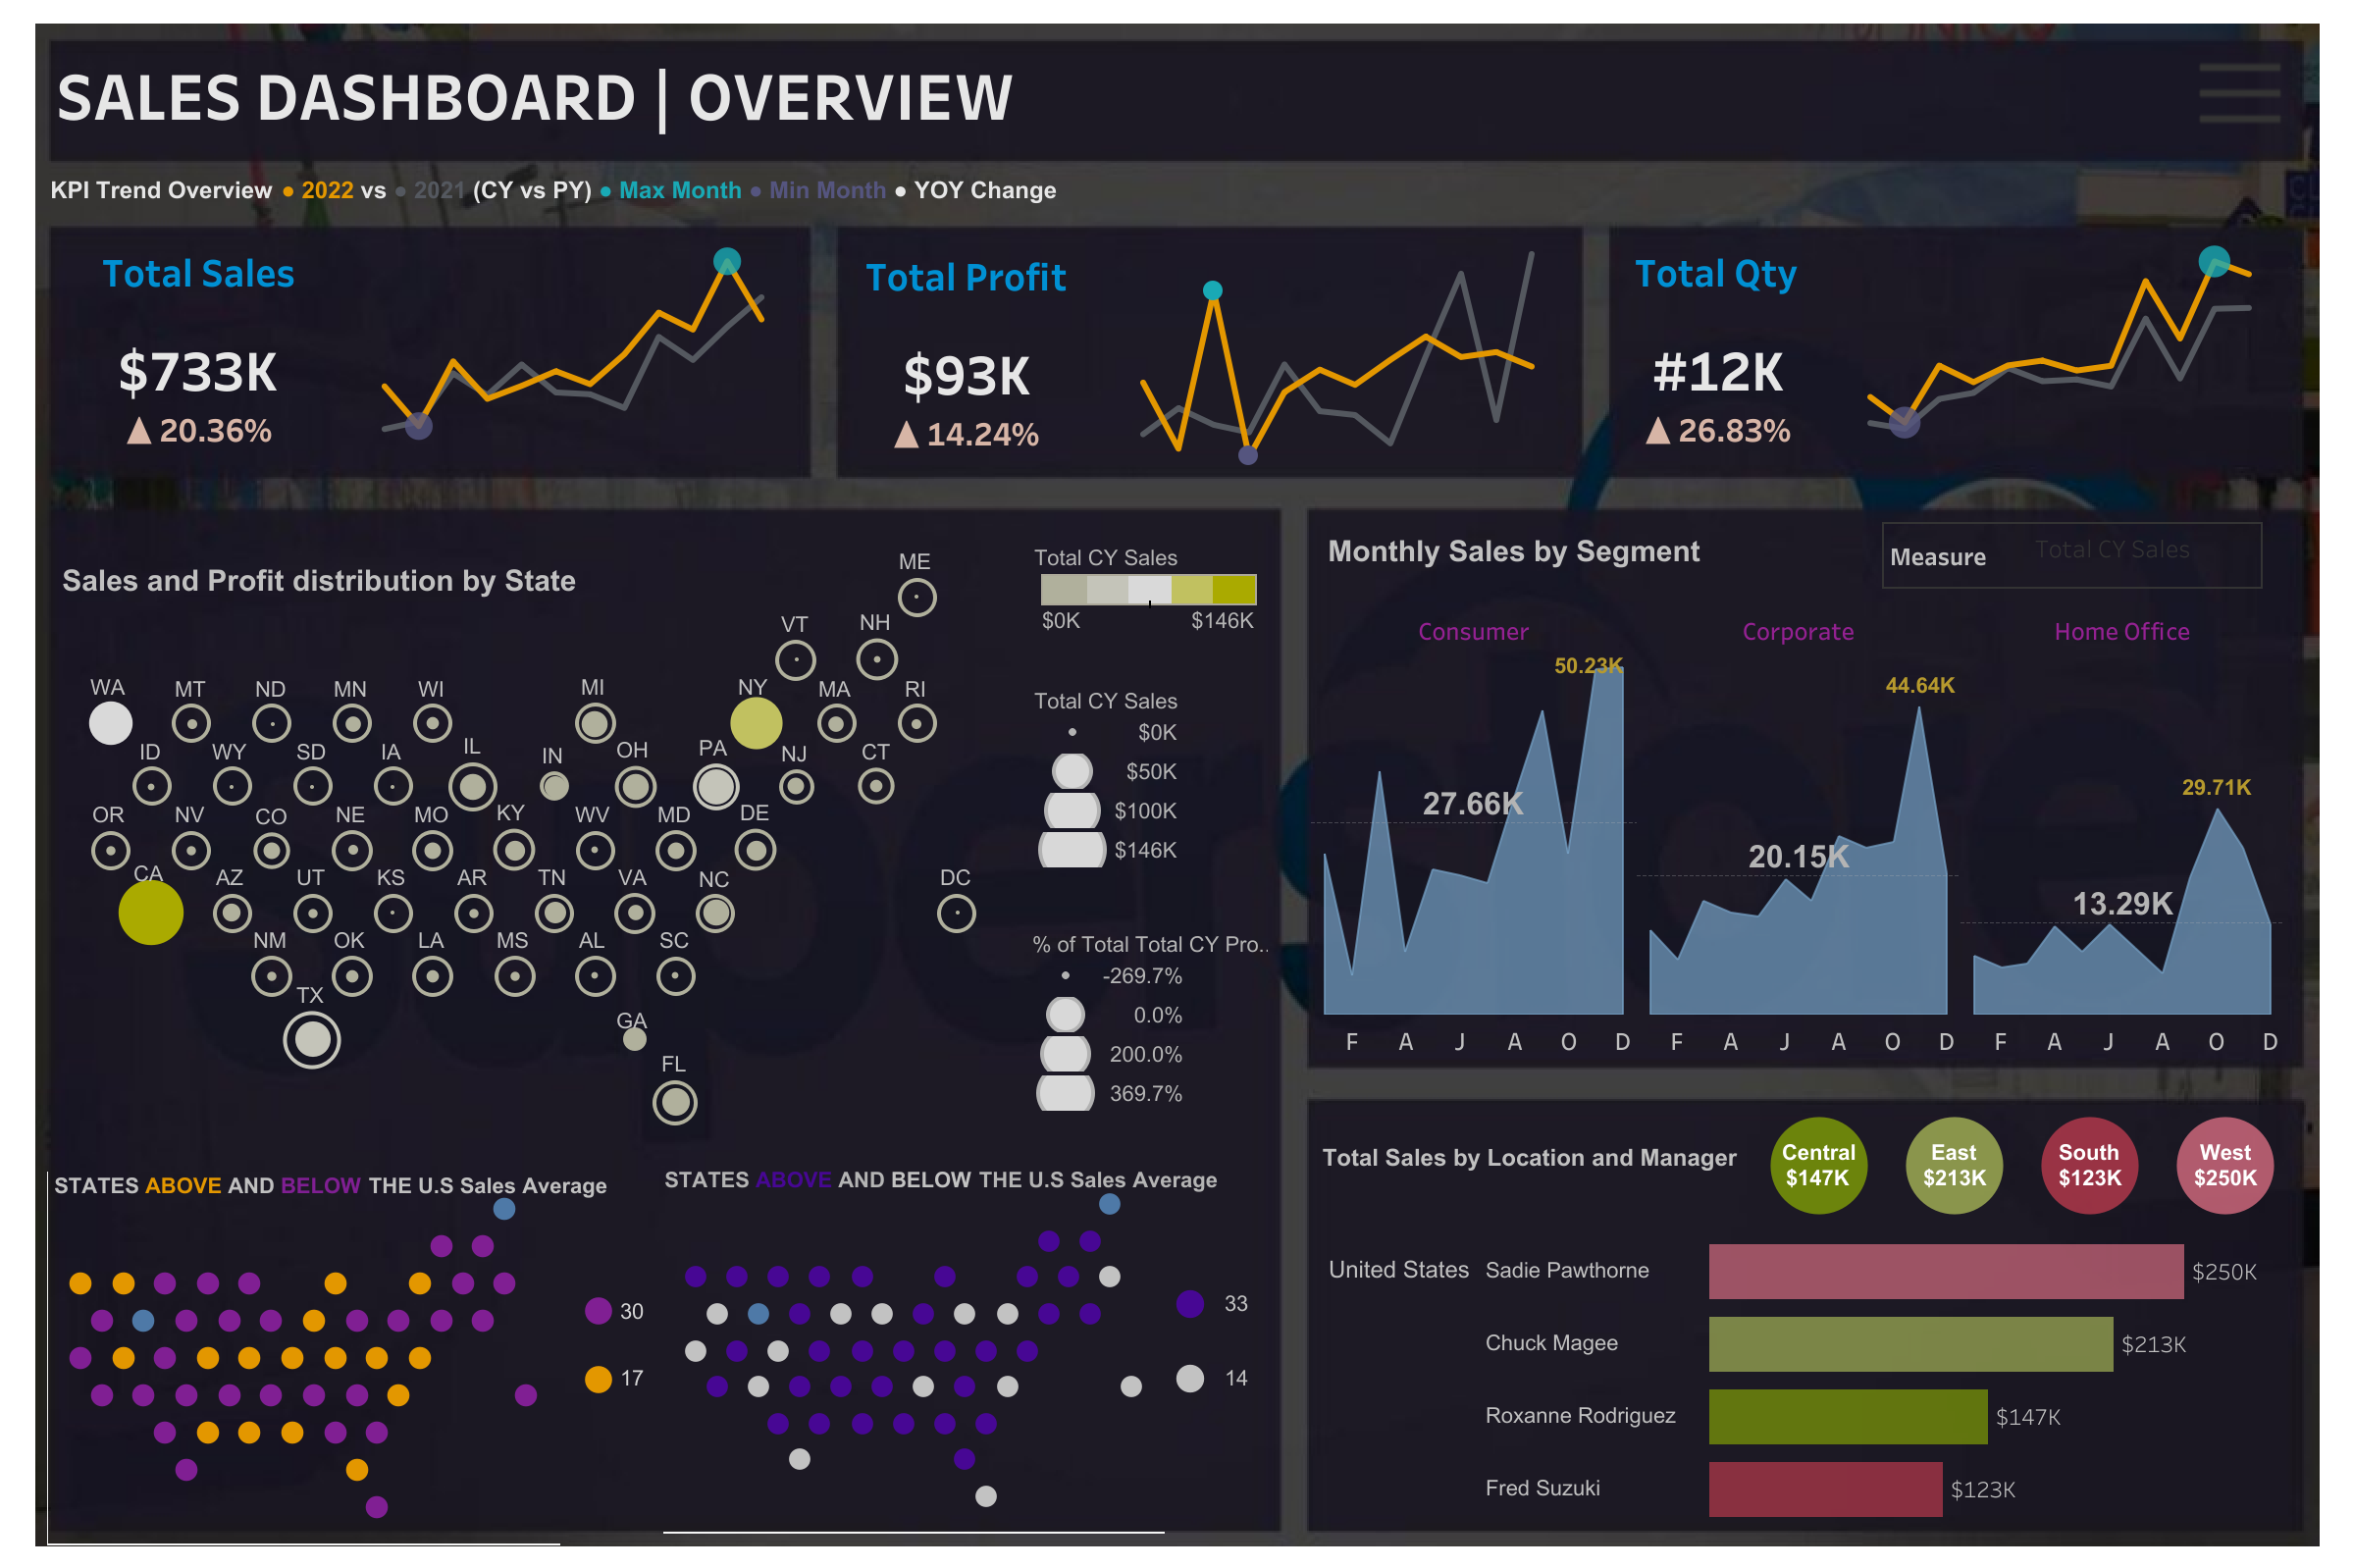 SALES DASHBOARD | OVERVIEW
KPI Trend Overview ● 2022 vs ● 2021 (CY vs PY) ● Max Month ● Min Month ● YOY Change
Total Sales
$733K
▲ 20.36%
Total Profit
$93K
▲ 14.24%
Total Qty
#12K
▲ 26.83%
Sales and Profit distribution by State
ME
VT NH
WA MT ND MN WI MI NY MA RI
ID WY SD IA IL IN OH PA NJ CT
OR NV CO NE MO KY WV MD DE
CA AZ UT KS AR TN VA NC DC
NM OK LA MS AL SC
TX GA
FL
Total CY Sales
$0K $146K
Total CY Sales
$0K
$50K
$100K
$146K
% of Total Total CY Pro..
-269.7%
0.0%
200.0%
369.7%
STATES ABOVE AND BELOW THE U.S Sales Average
30
17
STATES ABOVE AND BELOW THE U.S Sales Average
33
14
Monthly Sales by Segment
Measure Total CY Sales
Consumer Corporate Home Office
50.23K
44.64K
29.71K
27.66K
20.15K
13.29K
F A J A O D F A J A O D F A J A O D
Total Sales by Location and Manager
Central
$147K
East
$213K
South
$123K
West
$250K
United States Sadie Pawthorne $250K
Chuck Magee $213K
Roxanne Rodriguez $147K
Fred Suzuki $123K